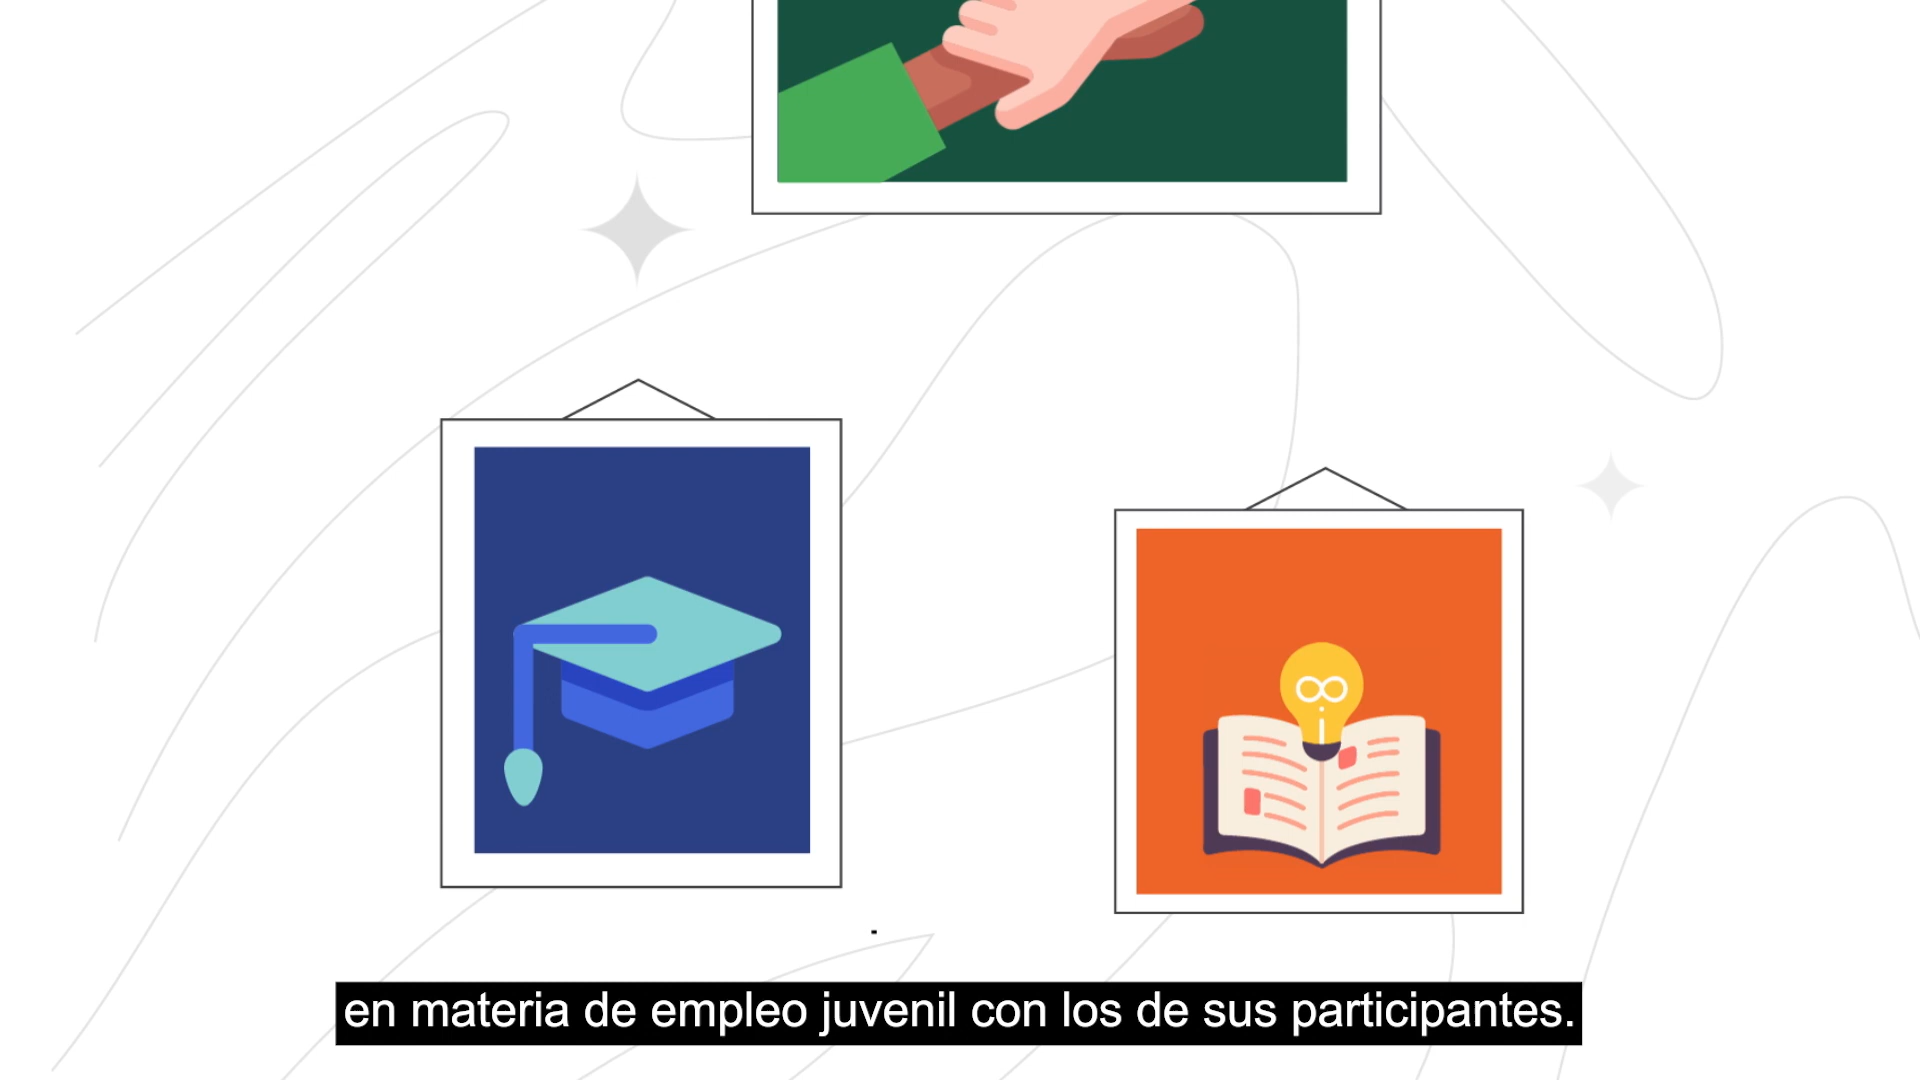 en materia de empleo juvenil con los de sus participantes.